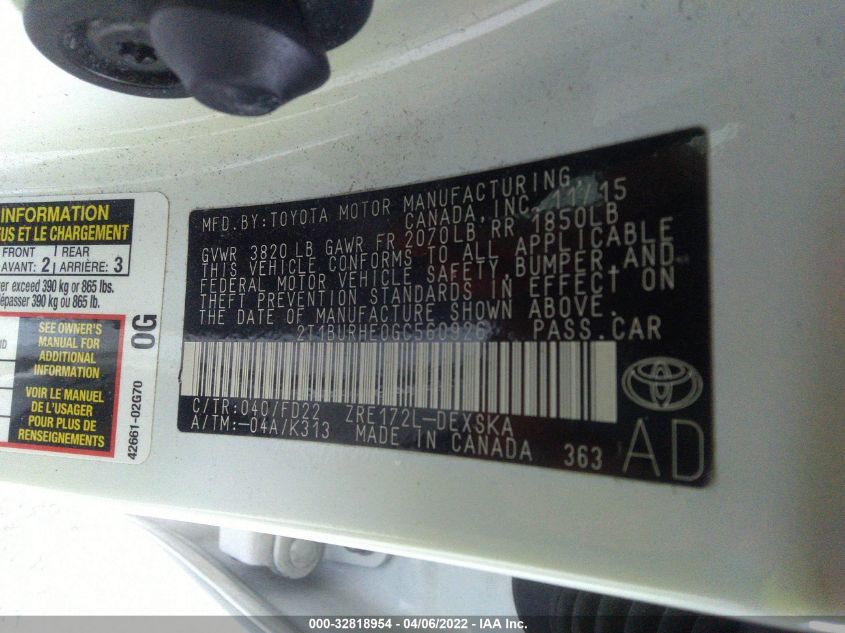 INFORMATION
US ET LE CHARGEMENT
FRONT
AVANT: 2
REAR
ARRIÈRE: 3
er exceed 390 kg or 865 lbs.
épasser 390 kg ou 865 lb.
SEE OWNER'S
MANUAL FOR
ADDITIONAL
INFORMATION
VOIR LE MANUEL
DE L'USAGER
POUR PLUS DE
RENSEIGNEMENTS
0G
42661-02G70
MFD. BY: TOYOTA MOTOR MANUFACTURING
CANADA, INC. 11/15
GVWR 3820 LB GAWR FR 2070LB RR 1850LB
THIS VEHICLE CONFORMS TO ALL APPLICABLE
FEDERAL MOTOR VEHICLE SAFETY, BUMPER AND
THEFT PREVENTION STANDARDS IN EFFECT ON
THE DATE OF MANUFACTURE SHOWN ABOVE.
2T1BURHE0GC560926 PASS.CAR
C/TR:040/FD22 ZRE172L-DEXSKA
A/TM:-04A/K313 MADE IN CANADA 363
AD
000-32818954 - 04/06/2022 - IAA Inc.